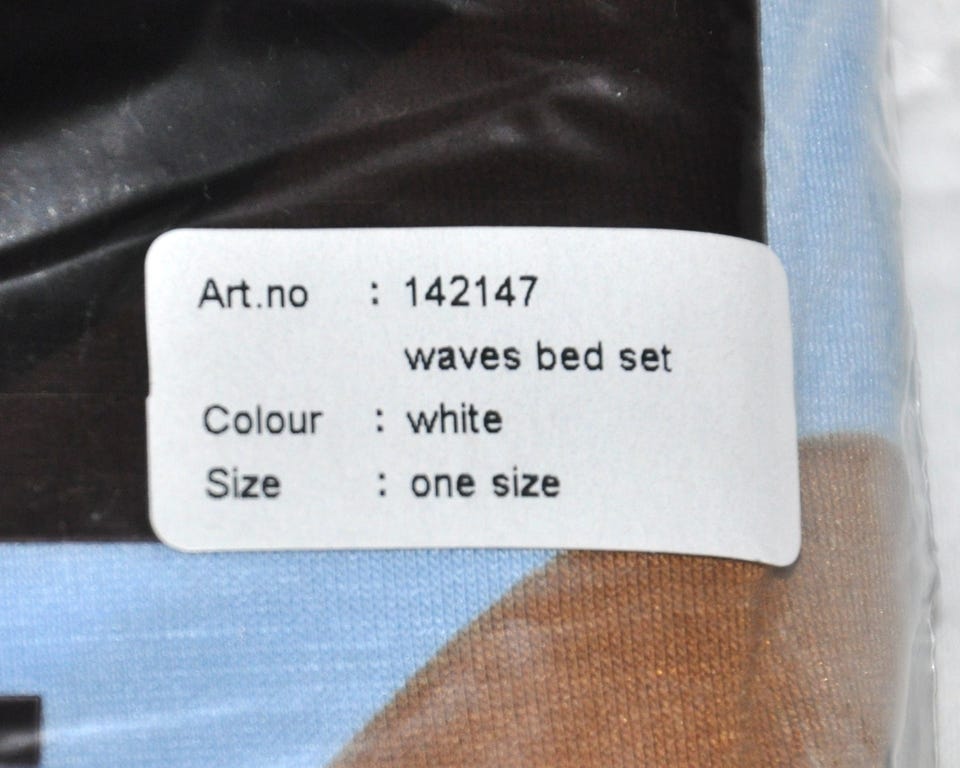 Art.no : 142147
waves bed set
Colour : white
Size : one size